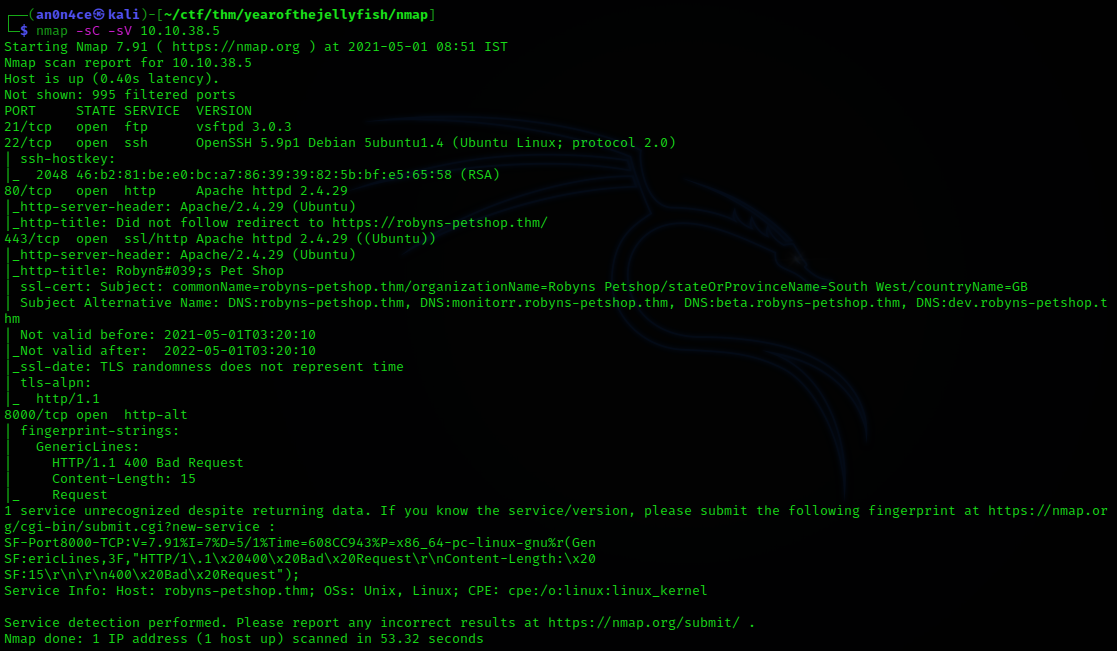 ┌──(an0n4ce㉿kali)-[~/ctf/thm/yearofthejellyfish/nmap]
└─$ nmap -sC -sV 10.10.38.5
Starting Nmap 7.91 ( https://nmap.org ) at 2021-05-01 08:51 IST
Nmap scan report for 10.10.38.5
Host is up (0.40s latency).
Not shown: 995 filtered ports
PORT     STATE SERVICE  VERSION
21/tcp   open  ftp      vsftpd 3.0.3
22/tcp   open  ssh      OpenSSH 5.9p1 Debian 5ubuntu1.4 (Ubuntu Linux; protocol 2.0)
| ssh-hostkey:
|_  2048 46:b2:81:be:e0:bc:a7:86:39:39:82:5b:bf:e5:65:58 (RSA)
80/tcp   open  http     Apache httpd 2.4.29
|_http-server-header: Apache/2.4.29 (Ubuntu)
|_http-title: Did not follow redirect to https://robyns-petshop.thm/
443/tcp  open  ssl/http Apache httpd 2.4.29 ((Ubuntu))
|_http-server-header: Apache/2.4.29 (Ubuntu)
|_http-title: Robyn&#039;s Pet Shop
| ssl-cert: Subject: commonName=robyns-petshop.thm/organizationName=Robyns Petshop/stateOrProvinceName=South West/countryName=GB
| Subject Alternative Name: DNS:robyns-petshop.thm, DNS:monitorr.robyns-petshop.thm, DNS:beta.robyns-petshop.thm, DNS:dev.robyns-petshop.t
hm
| Not valid before: 2021-05-01T03:20:10
|_Not valid after:  2022-05-01T03:20:10
|_ssl-date: TLS randomness does not represent time
| tls-alpn:
|_  http/1.1
8000/tcp open  http-alt
| fingerprint-strings:
|   GenericLines:
|     HTTP/1.1 400 Bad Request
|     Content-Length: 15
|_    Request
1 service unrecognized despite returning data. If you know the service/version, please submit the following fingerprint at https://nmap.or
g/cgi-bin/submit.cgi?new-service :
SF-Port8000-TCP:V=7.91%I=7%D=5/1%Time=608CC943%P=x86_64-pc-linux-gnu%r(Gen
SF:ericLines,3F,"HTTP/1\.1\x20400\x20Bad\x20Request\r\nContent-Length:\x20
SF:15\r\n\r\n400\x20Bad\x20Request");
Service Info: Host: robyns-petshop.thm; OSs: Unix, Linux; CPE: cpe:/o:linux:linux_kernel

Service detection performed. Please report any incorrect results at https://nmap.org/submit/ .
Nmap done: 1 IP address (1 host up) scanned in 53.32 seconds